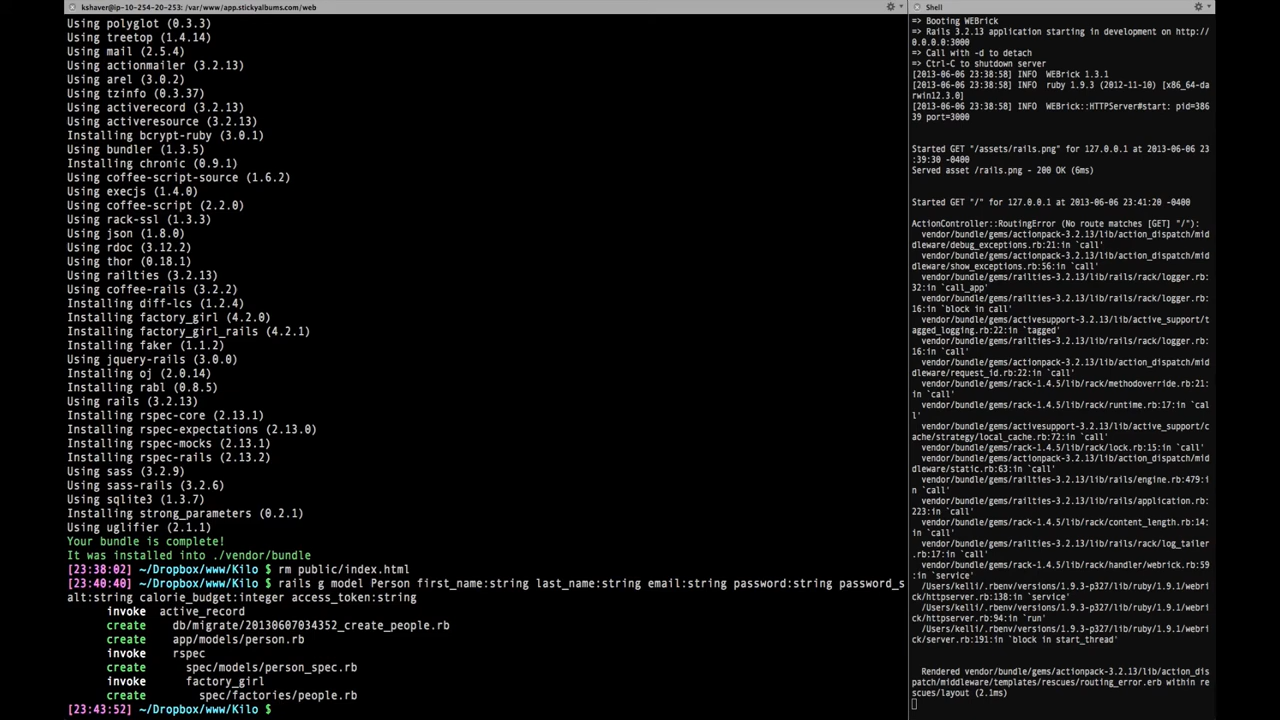 kshaver@ip-10-254-20-253: /var/www/app.stickyalbums.com/web
Using polyglot (0.3.3)
Using treetop (1.4.14)
Using mail (2.5.4)
Using actionmailer (3.2.13)
Using arel (3.0.2)
Using tzinfo (0.3.37)
Using activerecord (3.2.13)
Using activeresource (3.2.13)
Installing bcrypt-ruby (3.0.1)
Using bundler (1.3.5)
Installing chronic (0.9.1)
Using coffee-script-source (1.6.2)
Using execjs (1.4.0)
Using coffee-script (2.2.0)
Using rack-ssl (1.3.3)
Using json (1.8.0)
Using rdoc (3.12.2)
Using thor (0.18.1)
Using railties (3.2.13)
Using coffee-rails (3.2.2)
Installing diff-lcs (1.2.4)
Installing factory_girl (4.2.0)
Installing factory_girl_rails (4.2.1)
Installing faker (1.1.2)
Using jquery-rails (3.0.0)
Installing oj (2.0.14)
Installing rabl (0.8.5)
Using rails (3.2.13)
Installing rspec-core (2.13.1)
Installing rspec-expectations (2.13.0)
Installing rspec-mocks (2.13.1)
Installing rspec-rails (2.13.2)
Using sass (3.2.9)
Using sass-rails (3.2.6)
Using sqlite3 (1.3.7)
Installing strong_parameters (0.2.1)
Using uglifier (2.1.1)
Your bundle is complete!
It was installed into ./vendor/bundle
[23:38:02] ~/Dropbox/www/Kilo $ rm public/index.html
[23:40:40] ~/Dropbox/www/Kilo $ rails g model Person first_name:string last_name:string email:string password:string password_s
alt:string calorie_budget:integer access_token:string
invoke active_record
create db/migrate/20130607034352_create_people.rb
create app/models/person.rb
invoke rspec
create spec/models/person_spec.rb
invoke factory_girl
create spec/factories/people.rb
[23:43:52] ~/Dropbox/www/Kilo $
Shell
=> Booting WEBrick
=> Rails 3.2.13 application starting in development on http://
0.0.0.0:3000
=> Call with -d to detach
=> Ctrl-C to shutdown server
[2013-06-06 23:38:58] INFO WEBrick 1.3.1
[2013-06-06 23:38:58] INFO ruby 1.9.3 (2012-11-10) [x86_64-da
rwin12.3.0]
[2013-06-06 23:38:58] INFO WEBrick::HTTPServer#start: pid=386
39 port=3000
Started GET "/assets/rails.png" for 127.0.0.1 at 2013-06-06 23
:39:30 -0400
Served asset /rails.png - 200 OK (6ms)
Started GET "/" for 127.0.0.1 at 2013-06-06 23:41:20 -0400
ActionController::RoutingError (No route matches [GET] "/"):
vendor/bundle/gems/actionpack-3.2.13/lib/action_dispatch/mid
dleware/debug_exceptions.rb:21:in `call'
vendor/bundle/gems/actionpack-3.2.13/lib/action_dispatch/mid
dleware/show_exceptions.rb:56:in `call'
vendor/bundle/gems/railties-3.2.13/lib/rails/rack/logger.rb:
32:in `call_app'
vendor/bundle/gems/railties-3.2.13/lib/rails/rack/logger.rb:
16:in `block in call'
vendor/bundle/gems/activesupport-3.2.13/lib/active_support/t
agged_logging.rb:22:in `tagged'
vendor/bundle/gems/railties-3.2.13/lib/rails/rack/logger.rb:
16:in `call'
vendor/bundle/gems/actionpack-3.2.13/lib/action_dispatch/mid
dleware/request_id.rb:22:in `call'
vendor/bundle/gems/rack-1.4.5/lib/rack/methodoverride.rb:21:
in `call'
vendor/bundle/gems/rack-1.4.5/lib/rack/runtime.rb:17:in `cal
l'
vendor/bundle/gems/activesupport-3.2.13/lib/active_support/c
ache/strategy/local_cache.rb:72:in `call'
vendor/bundle/gems/rack-1.4.5/lib/rack/lock.rb:15:in `call'
vendor/bundle/gems/actionpack-3.2.13/lib/action_dispatch/mid
dleware/static.rb:63:in `call'
vendor/bundle/gems/railties-3.2.13/lib/rails/engine.rb:479:i
n `call'
vendor/bundle/gems/railties-3.2.13/lib/rails/application.rb:
223:in `call'
vendor/bundle/gems/rack-1.4.5/lib/rack/content_length.rb:14:
in `call'
vendor/bundle/gems/railties-3.2.13/lib/rails/rack/log_tailer
.rb:17:in `call'
vendor/bundle/gems/rack-1.4.5/lib/rack/handler/webrick.rb:59
:in `service'
/Users/kelli/.rbenv/versions/1.9.3-p327/lib/ruby/1.9.1/webri
ck/httpserver.rb:138:in `service'
/Users/kelli/.rbenv/versions/1.9.3-p327/lib/ruby/1.9.1/webri
ck/httpserver.rb:94:in `run'
/Users/kelli/.rbenv/versions/1.9.3-p327/lib/ruby/1.9.1/webri
ck/server.rb:191:in `block in start_thread'
Rendered vendor/bundle/gems/actionpack-3.2.13/lib/action_dis
patch/middleware/templates/rescues/routing_error.erb within re
scues/layout (2.1ms)